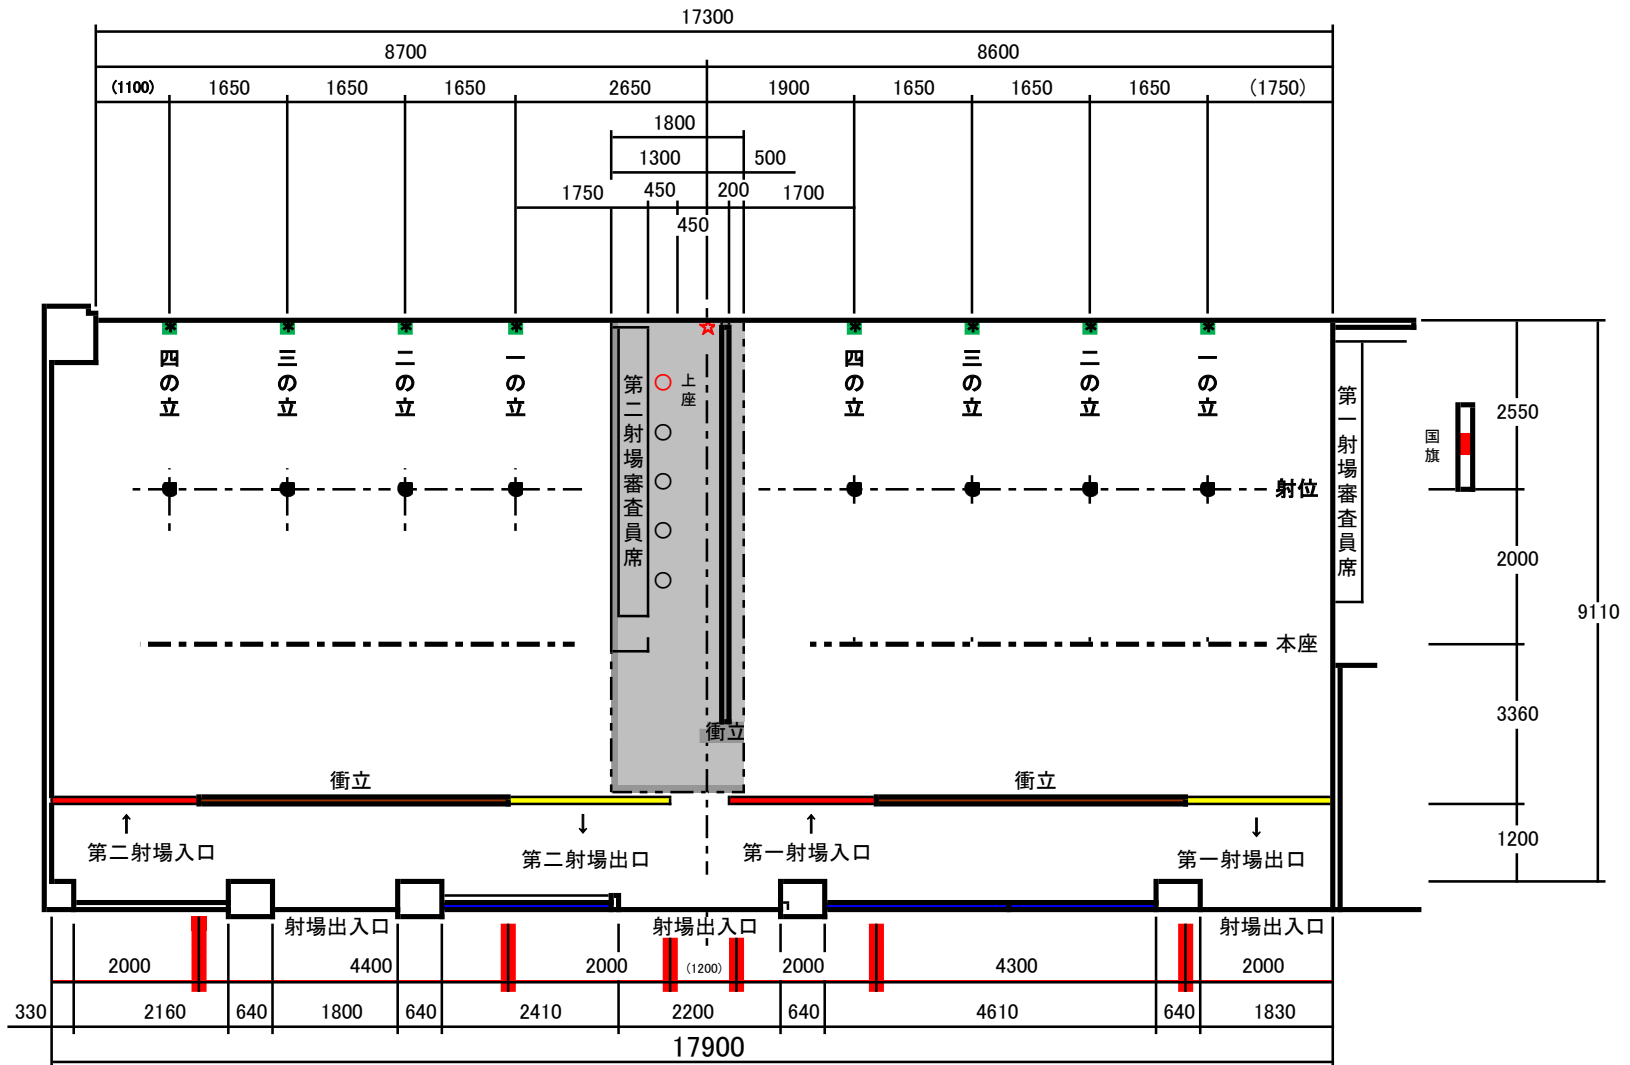 17300
8700
8600
(1100)
1650
1650
1650
2650
1900
1650
1650
1650
(1750)
1800
1300
500
1750
450
200
1700
450
四の立
三の立
二の立
一の立
第二射場審査員席
上座
四の立
三の立
二の立
一の立
第一射場審査員席
国旗
2550
射位
2000
9110
本座
3360
衝立
衝立
衝立
1200
↑
↓
↑
↓
第二射場入口
第二射場出口
第一射場入口
第一射場出口
射場出入口
射場出入口
射場出入口
2000
4400
2000
(1200)
2000
4300
2000
330
2160
640
1800
640
2410
2200
640
4610
640
1830
17900